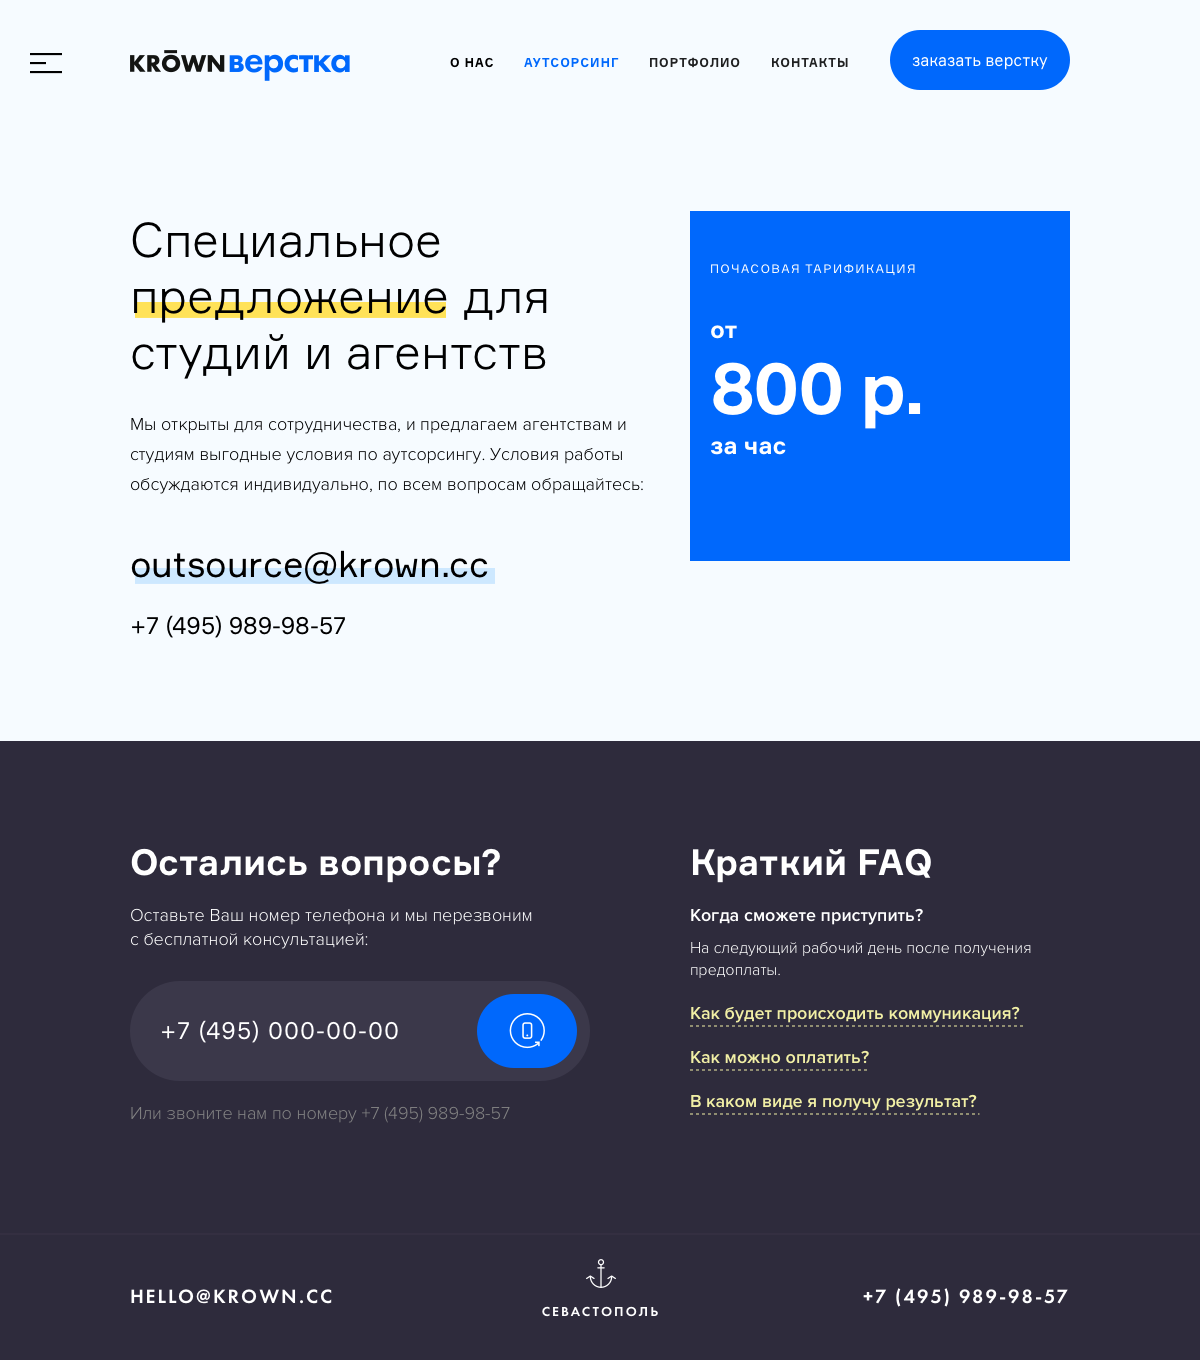 KRŌWN верстка
О НАС
АУТСОРСИНГ
ПОРТФОЛИО
КОНТАКТЫ
заказать верстку
Специальное
предложение для
студий и агентств
Мы открыты для сотрудничества, и предлагаем агентствам и
студиям выгодные условия по аутсорсингу. Условия работы
обсуждаются индивидуально, по всем вопросам обращайтесь:
outsource@krown.cc
+7 (495) 989-98-57
ПОЧАСОВАЯ ТАРИФИКАЦИЯ
от
800 р.
за час
Остались вопросы?
Оставьте Ваш номер телефона и мы перезвоним
с бесплатной консультацией:
+7 (495) 000-00-00
Или звоните нам по номеру +7 (495) 989-98-57
Краткий FAQ
Когда сможете приступить?
На следующий рабочий день после получения
предоплаты.
Как будет происходить коммуникация?
Как можно оплатить?
В каком виде я получу результат?
HELLO@KROWN.CC
СЕВАСТОПОЛЬ
+7 (495) 989-98-57